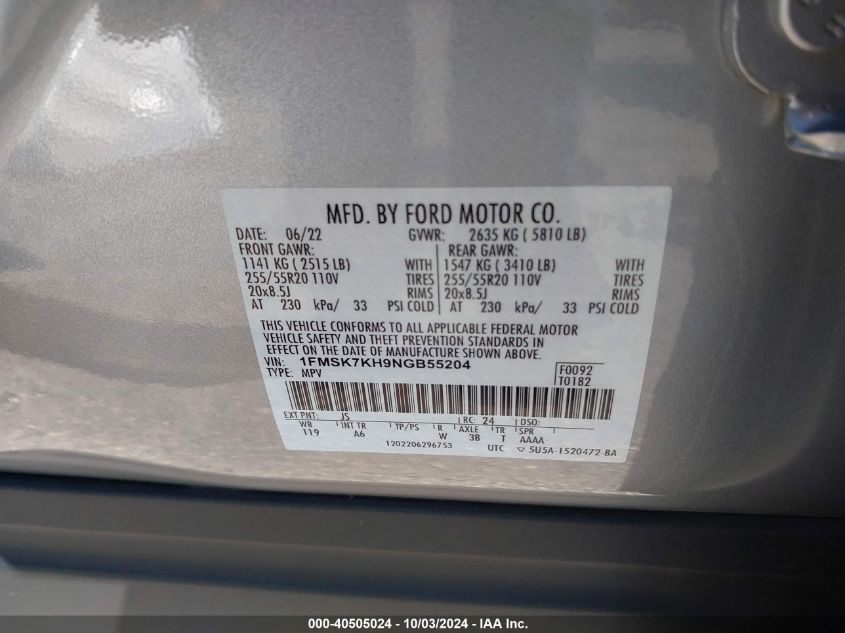 MFD. BY FORD MOTOR CO.
DATE: 06/22 GVWR: 2635 KG ( 5810 LB)
FRONT GAWR: REAR GAWR:
1141 KG ( 2515 LB) WITH 1547 KG ( 3410 LB) WITH
255/55R20 110V TIRES 255/55R20 110V TIRES
20x8.5J RIMS 20x8.5J RIMS
AT 230 kPa/ 33 PSI COLD AT 230 kPa/ 33 PSI COLD
THIS VEHICLE CONFORMS TO ALL APPLICABLE FEDERAL MOTOR
VEHICLE SAFETY AND THEFT PREVENTION STANDARDS IN
EFFECT ON THE DATE OF MANUFACTURE SHOWN ABOVE.
VIN: 1FMSK7KH9NGB55204 F0092
TYPE: MPV T0182
EXT PNT: JS RC: 24 DSO:
WB INT TR TP/PS R AXLE TR SPR
119 A6 W 3B T AAAA
1202206296753 UTC 5U5A-1520472-BA
000-40505024 - 10/03/2024 - IAA Inc.